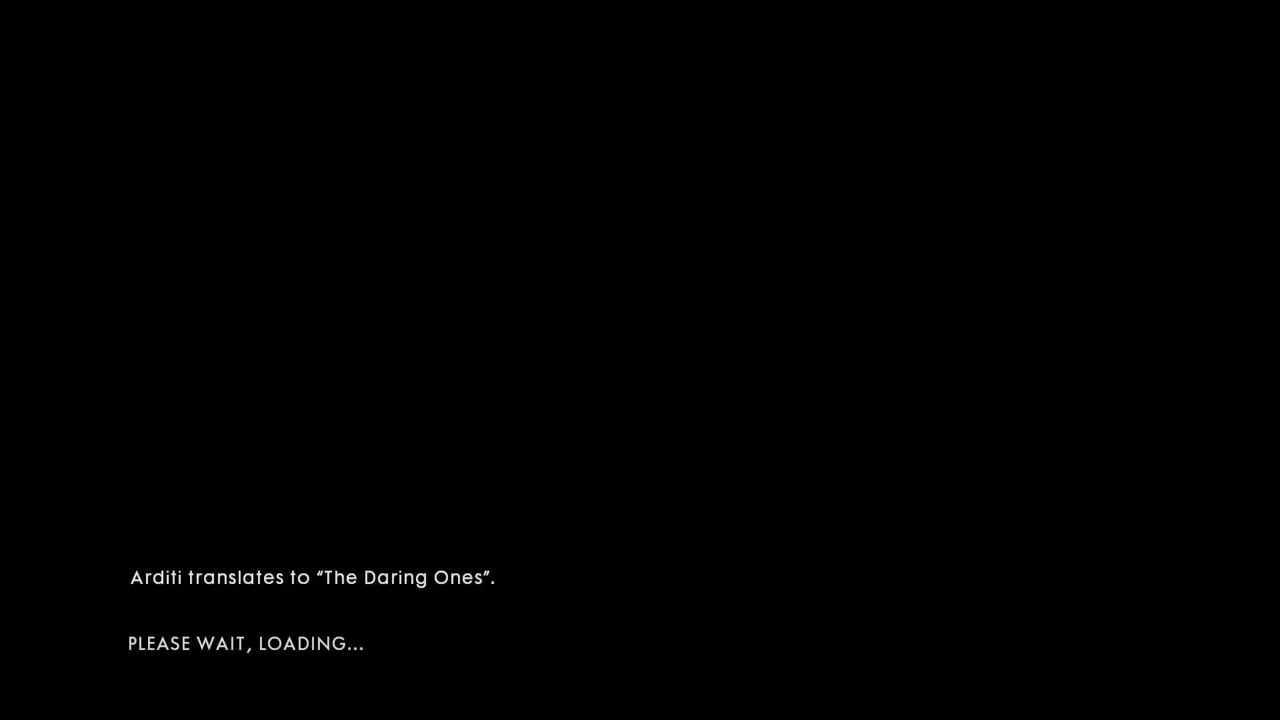 Arditi translates to “The Daring Ones”.
PLEASE WAIT, LOADING...